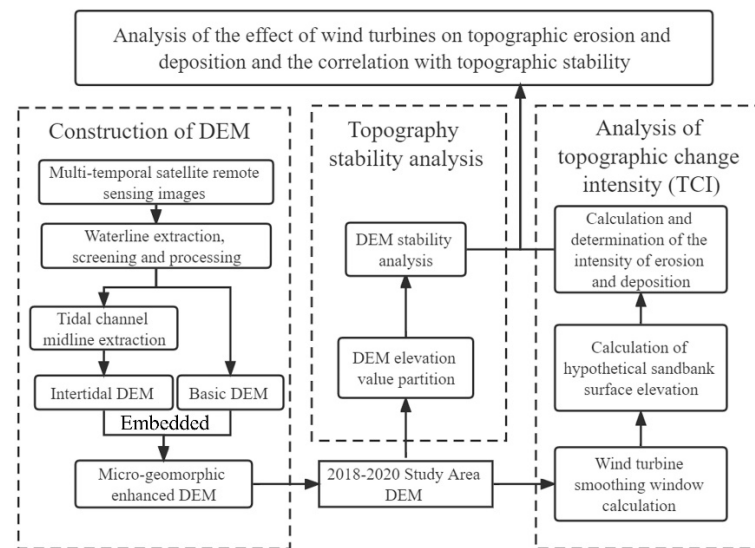 Analysis of the effect of wind turbines on topographic erosion and
deposition and the correlation with topographic stability
Construction of DEM
Multi-temporal satellite remote
sensing images
Waterline extraction,
screening and processing
Tidal channel
midline extraction
Intertidal DEM
Basic DEM
Embedded
Micro-geomorphic
enhanced DEM
Topography
stability analysis
DEM stability
analysis
DEM elevation
value partition
2018-2020 Study Area
DEM
Analysis of
topographic change
intensity (TCI)
Calculation and
determination of the
intensity of erosion
and deposition
Calculation of
hypothetical sandbank
surface elevation
Wind turbine
smoothing window
calculation